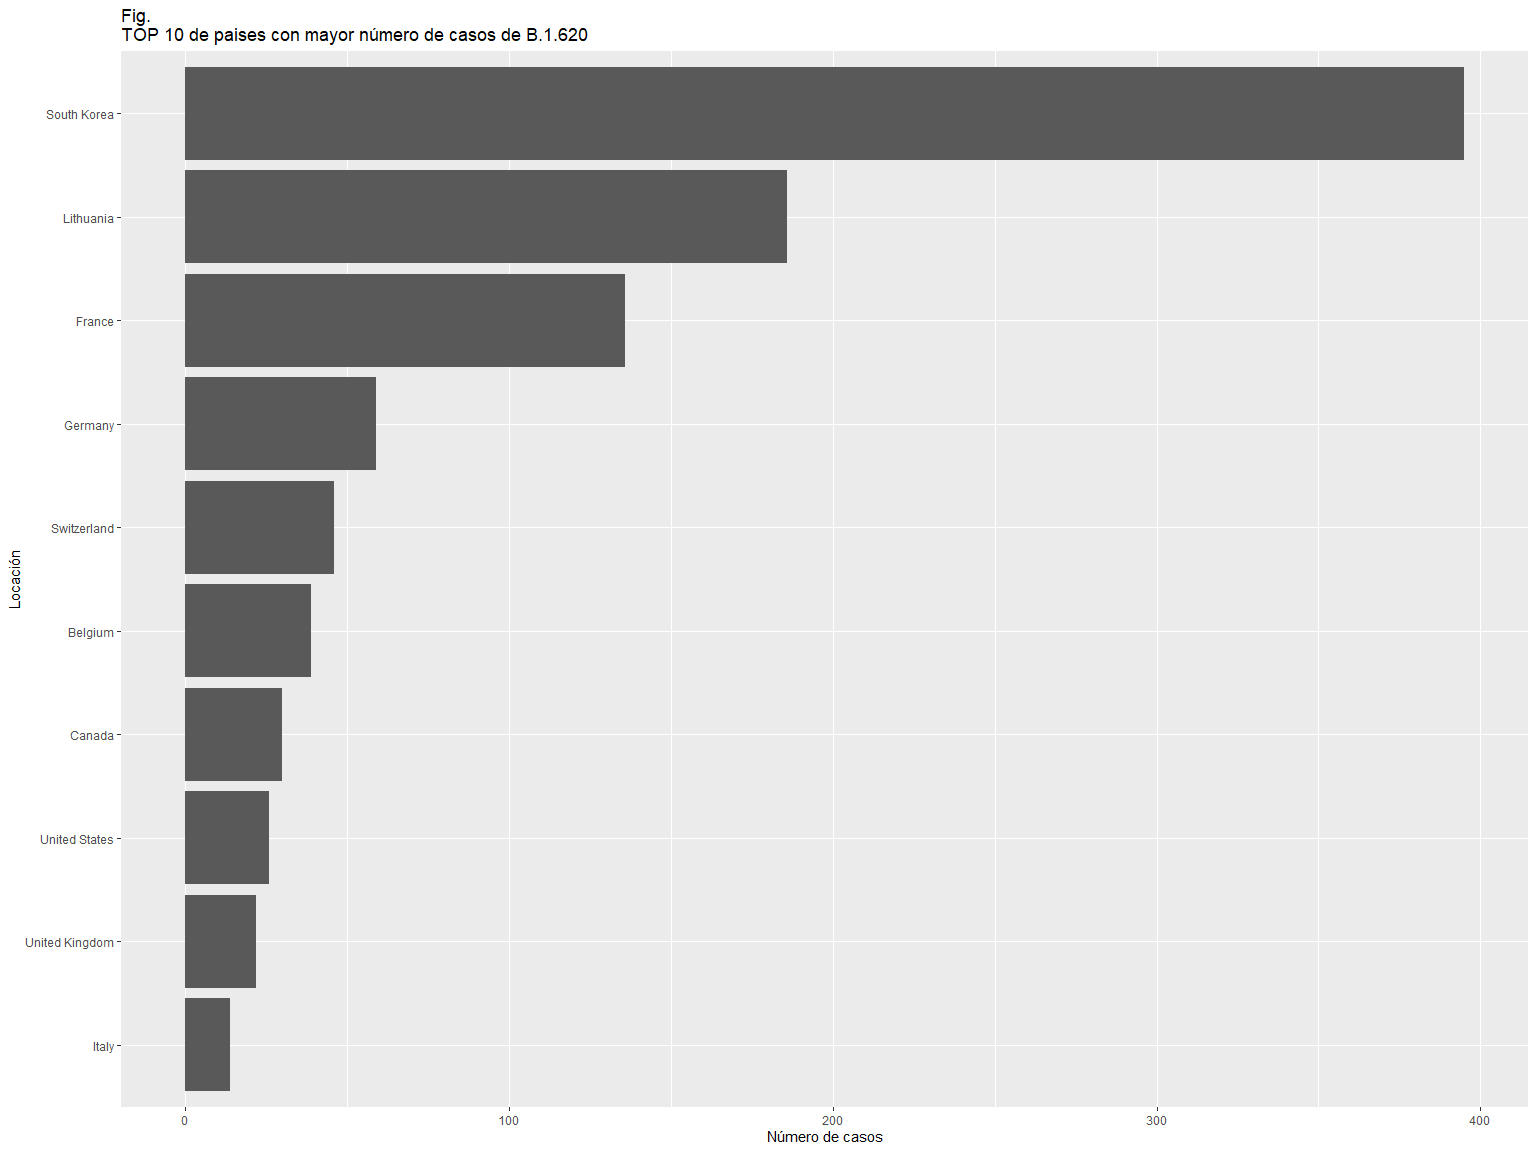 Fig.
TOP 10 de paises con mayor número de casos de B.1.620
South Korea
Lithuania
France
Germany
Switzerland
Belgium
Canada
United States
United Kingdom
Italy
Locación
0 100 200 300 400
Número de casos